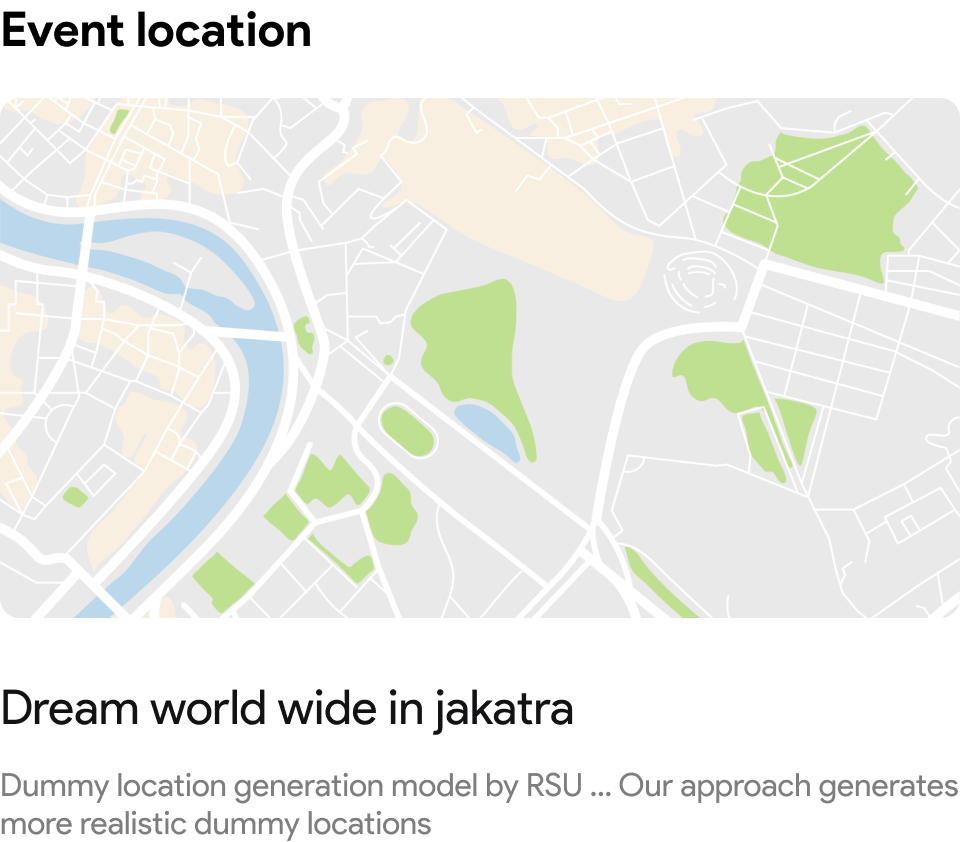 Event location
Dream world wide in jakatra
Dummy location generation model by RSU ... Our approach generates
more realistic dummy locations